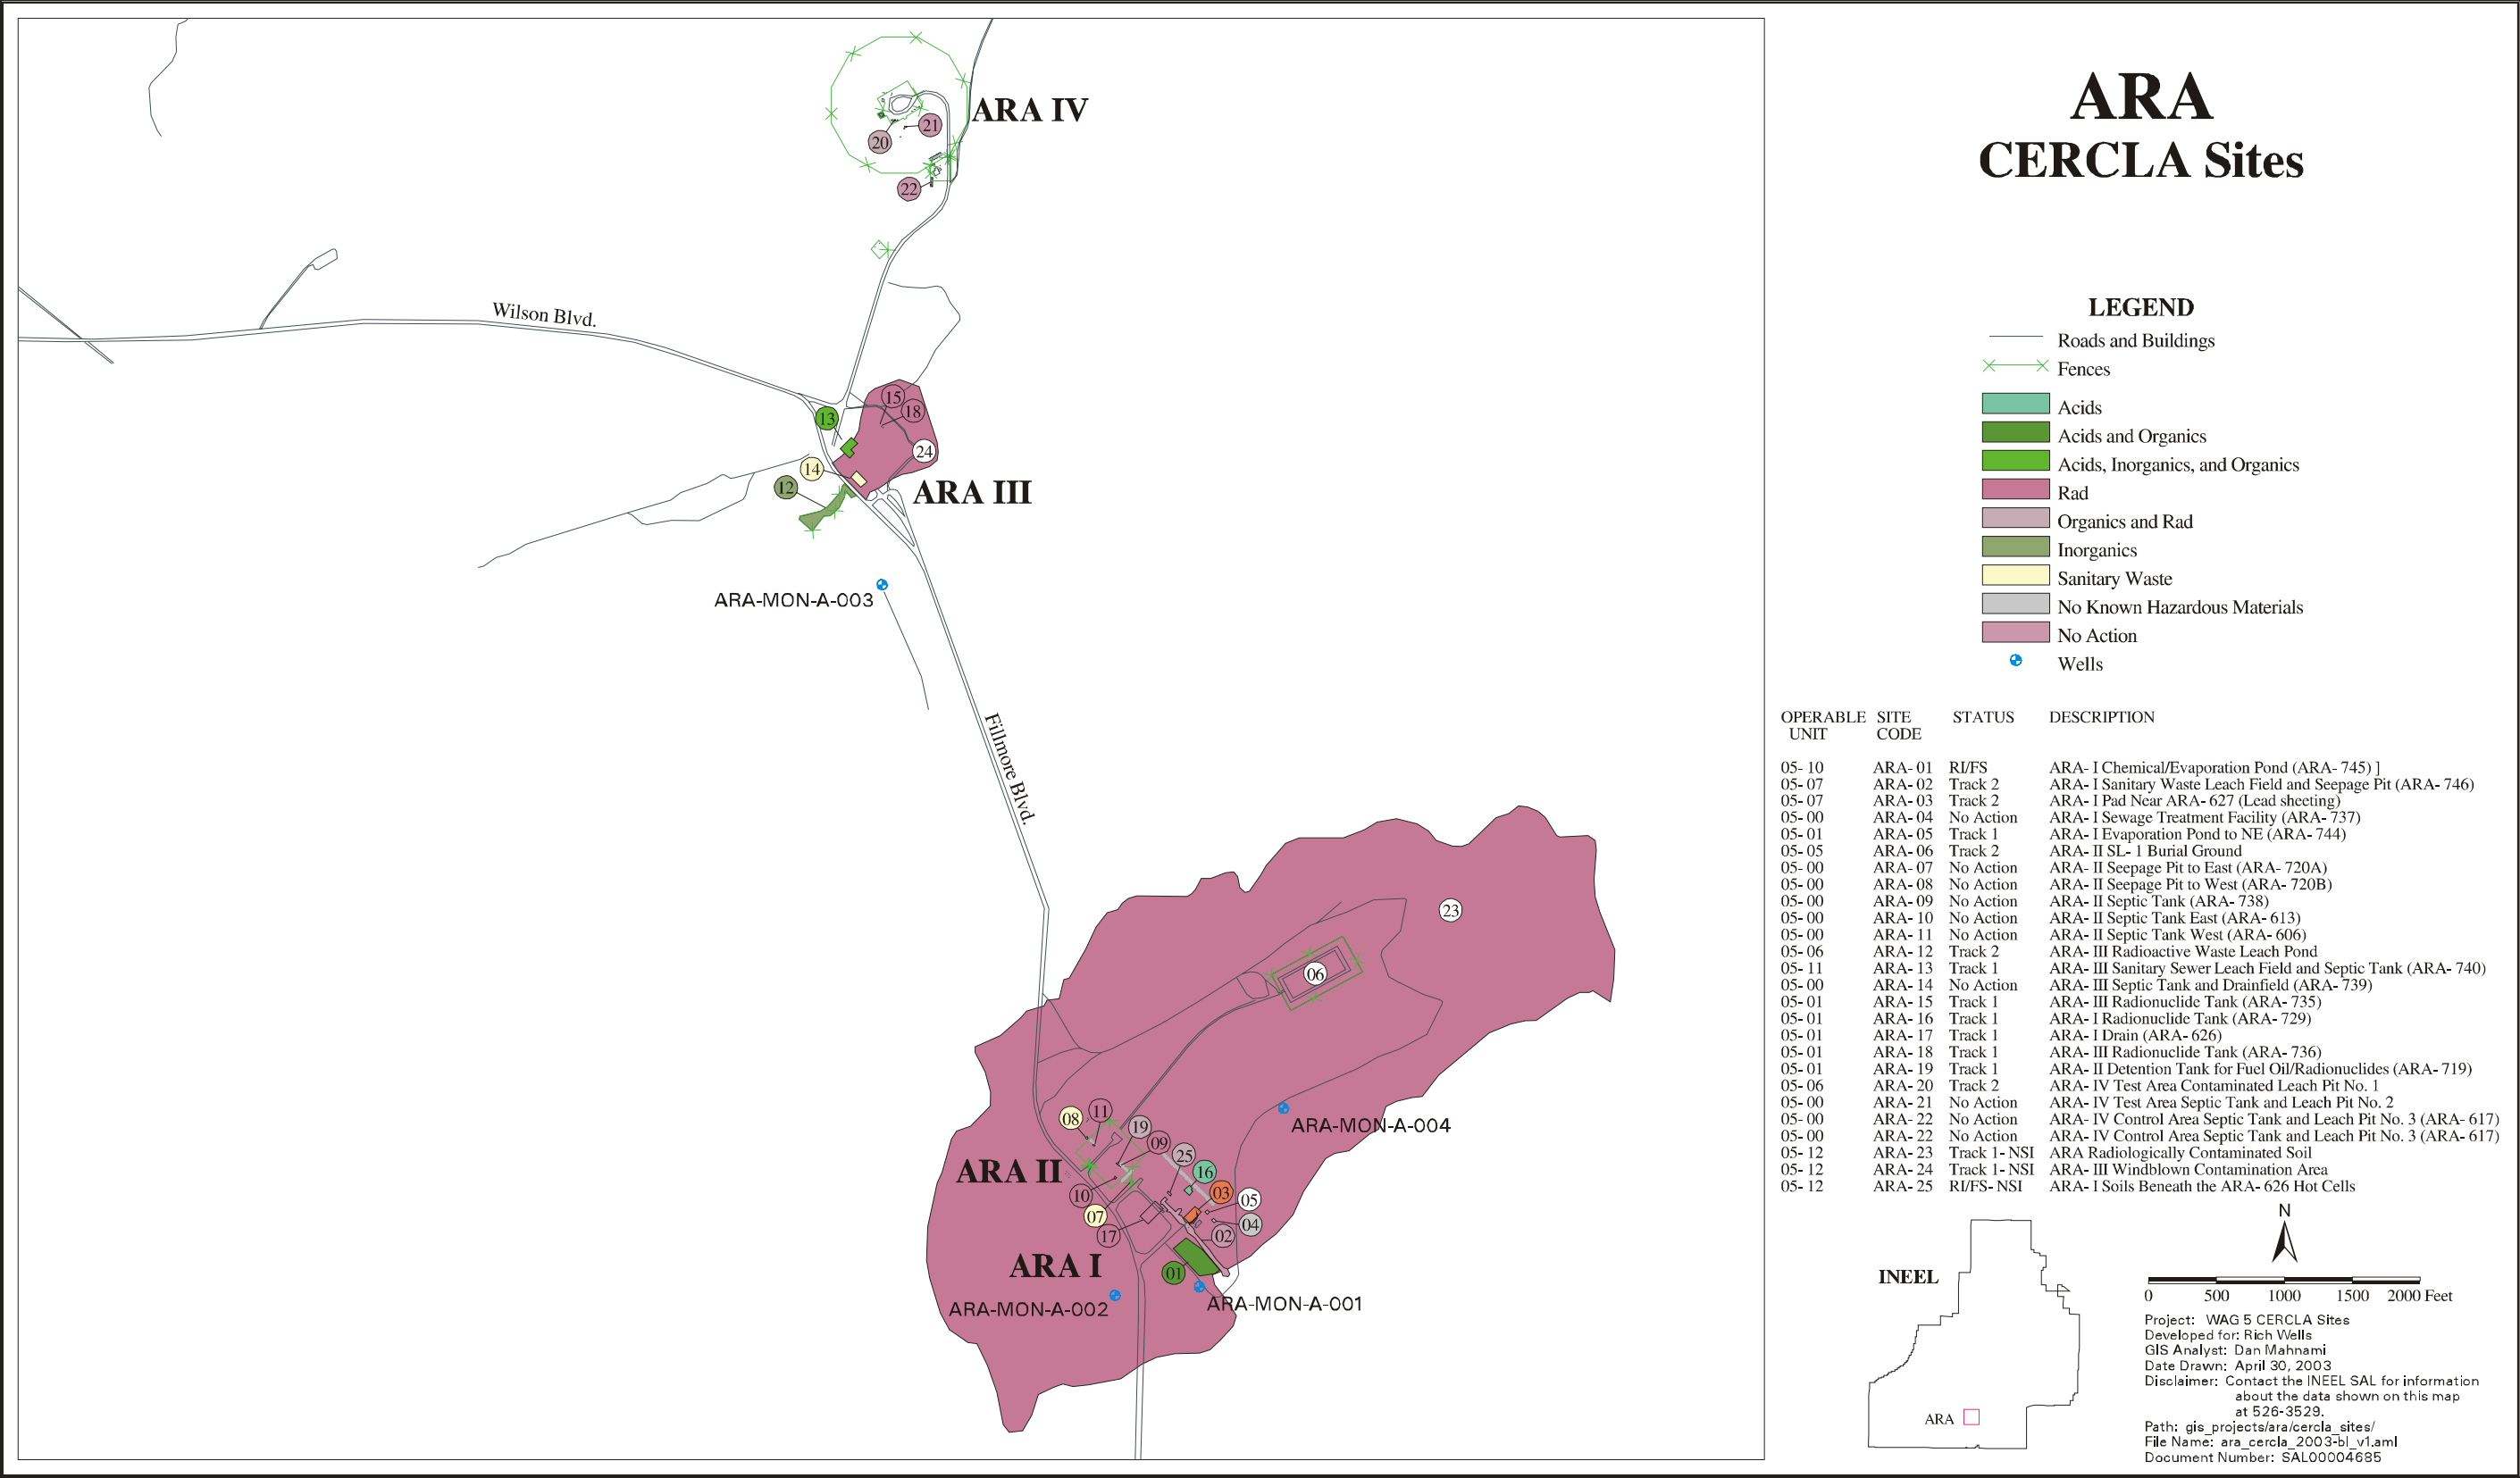 ARA
CERCLA Sites
LEGEND
Roads and Buildings
Fences
Acids
Acids and Organics
Acids, Inorganics, and Organics
Rad
Organics and Rad
Inorganics
Sanitary Waste
No Known Hazardous Materials
No Action
Wells
ARA IV
21
20
22
Wilson Blvd.
15
18
13
24
14
12
ARA III
ARA-MON-A-003
Fillmore Blvd.
23
06
ARA-MON-A-004
08
11
19
09
25
16
ARA II
10
03
05
07
04
17
02
ARA I
01
ARA-MON-A-002
ARA-MON-A-001
OPERABLE SITE STATUS DESCRIPTION
UNIT CODE
05-10 ARA-01 RI/FS ARA-I Chemical/Evaporation Pond (ARA-745) ]
05-07 ARA-02 Track 2 ARA-I Sanitary Waste Leach Field and Seepage Pit (ARA-746)
05-07 ARA-03 Track 2 ARA-I Pad Near ARA-627 (Lead sheeting)
05-00 ARA-04 No Action ARA-I Sewage Treatment Facility (ARA-737)
05-01 ARA-05 Track 1 ARA-I Evaporation Pond to NE (ARA-744)
05-05 ARA-06 Track 2 ARA-II SL-1 Burial Ground
05-00 ARA-07 No Action ARA-II Seepage Pit to East (ARA-720A)
05-00 ARA-08 No Action ARA-II Seepage Pit to West (ARA-720B)
05-00 ARA-09 No Action ARA-II Septic Tank (ARA-738)
05-00 ARA-10 No Action ARA-II Septic Tank East (ARA-613)
05-00 ARA-11 No Action ARA-II Septic Tank West (ARA-606)
05-06 ARA-12 Track 2 ARA-III Radioactive Waste Leach Pond
05-11 ARA-13 Track 1 ARA-III Sanitary Sewer Leach Field and Septic Tank (ARA-740)
05-00 ARA-14 No Action ARA-III Septic Tank and Drainfield (ARA-739)
05-01 ARA-15 Track 1 ARA-III Radionuclide Tank (ARA-735)
05-01 ARA-16 Track 1 ARA-I Radionuclide Tank (ARA-729)
05-01 ARA-17 Track 1 ARA-I Drain (ARA-626)
05-01 ARA-18 Track 1 ARA-III Radionuclide Tank (ARA-736)
05-01 ARA-19 Track 1 ARA-II Detention Tank for Fuel Oil/Radionuclides (ARA-719)
05-06 ARA-20 Track 2 ARA-IV Test Area Contaminated Leach Pit No. 1
05-00 ARA-21 No Action ARA-IV Test Area Septic Tank and Leach Pit No. 2
05-00 ARA-22 No Action ARA-IV Control Area Septic Tank and Leach Pit No. 3 (ARA-617)
05-00 ARA-22 No Action ARA-IV Control Area Septic Tank and Leach Pit No. 3 (ARA-617)
05-12 ARA-23 Track 1-NSI ARA Radiologically Contaminated Soil
05-12 ARA-24 Track 1-NSI ARA-III Windblown Contamination Area
05-12 ARA-25 RI/FS-NSI ARA-I Soils Beneath the ARA-626 Hot Cells
N
INEEL
ARA
0 500 1000 1500 2000 Feet
Project: WAG 5 CERCLA Sites
Developed for: Rich Wells
GIS Analyst: Dan Mahnami
Date Drawn: April 30, 2003
Disclaimer: Contact the INEEL SAL for information
about the data shown on this map
at 526-3529.
Path: gis_projects/ara/cercla_sites/
File Name: ara_cercla_2003-bl_v1.aml
Document Number: SAL00004685